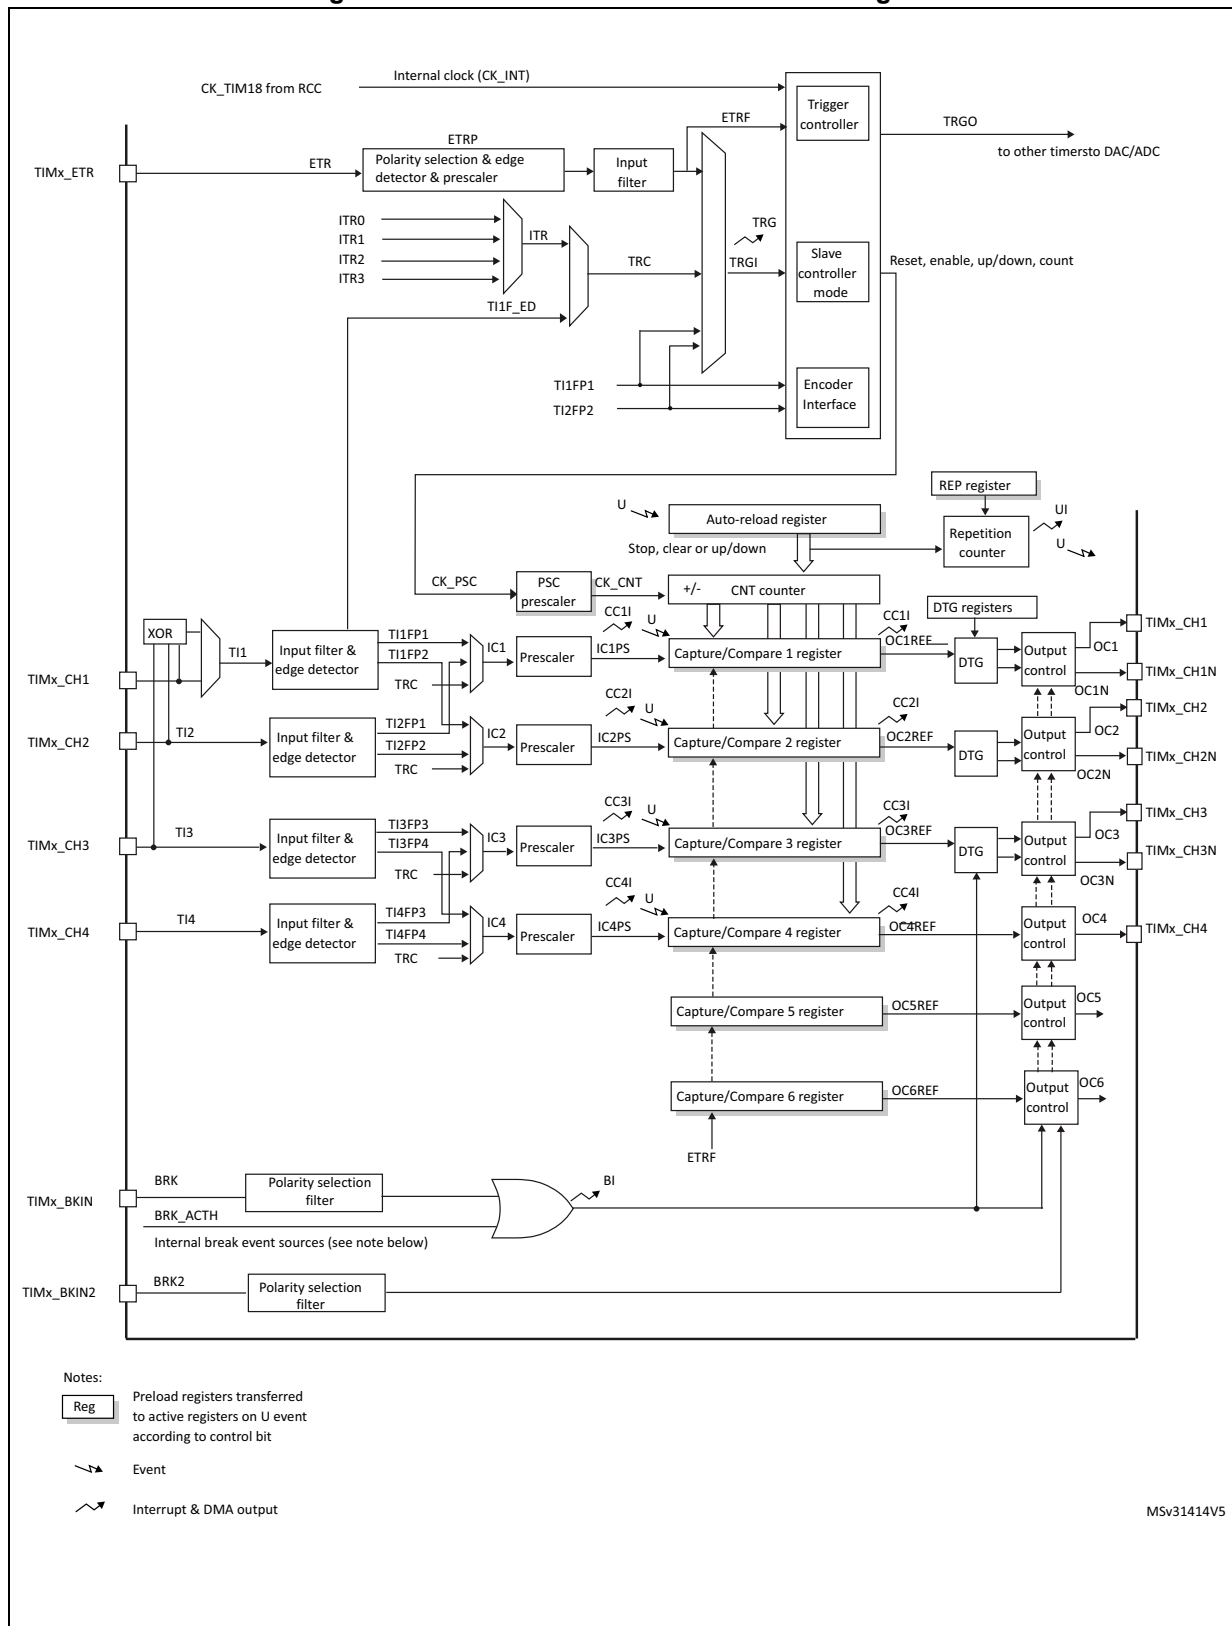 Internal clock (CK_INT)
CK_TIM18 from RCC
Trigger
controller
ETRF
TRGO
to other timersto DAC/ADC
ETRP
TIMx_ETR
ETR
Polarity selection & edge
detector & prescaler
Input
filter
ITR0
ITR1
ITR2
ITR3
ITR
TRC
TI1F_ED
TRG
TRGI
Slave
controller
mode
Reset, enable, up/down, count
TI1FP1
TI2FP2
Encoder
Interface
REP register
U
Auto-reload register
Stop, clear or up/down
Repetition
counter
UI
U
CK_PSC
PSC
prescaler
CK_CNT
+/-
CNT counter
DTG registers
XOR
TI1
TIMx_CH1
Input filter &
edge detector
TI1FP1
TI1FP2
TRC
IC1
Prescaler
IC1PS
CC1I
U
Capture/Compare 1 register
CC1I
OC1REF
DTG
Output
control
OC1
TIMx_CH1
TIMx_CH1N
OC1N
TIMx_CH2
TI2
Input filter &
edge detector
TI2FP1
TI2FP2
TRC
IC2
Prescaler
IC2PS
CC2I
U
Capture/Compare 2 register
CC2I
OC2REF
DTG
Output
control
OC2
TIMx_CH2
TIMx_CH2N
OC2N
TIMx_CH3
TI3
Input filter &
edge detector
TI3FP3
TI3FP4
TRC
IC3
Prescaler
IC3PS
CC3I
U
Capture/Compare 3 register
CC3I
OC3REF
DTG
Output
control
OC3
TIMx_CH3
TIMx_CH3N
OC3N
TIMx_CH4
TI4
Input filter &
edge detector
TI4FP3
TI4FP4
TRC
IC4
Prescaler
IC4PS
CC4I
U
Capture/Compare 4 register
CC4I
OC4REF
Output
control
OC4
TIMx_CH4
Capture/Compare 5 register
OC5REF
Output
control
OC5
Capture/Compare 6 register
OC6REF
Output
control
OC6
ETRF
TIMx_BKIN
BRK
Polarity selection
filter
BI
BRK_ACTH
Internal break event sources (see note below)
TIMx_BKIN2
BRK2
Polarity selection
filter
Notes:
Reg
Preload registers transferred
to active registers on U event
according to control bit
Event
Interrupt & DMA output
MSv31414V5